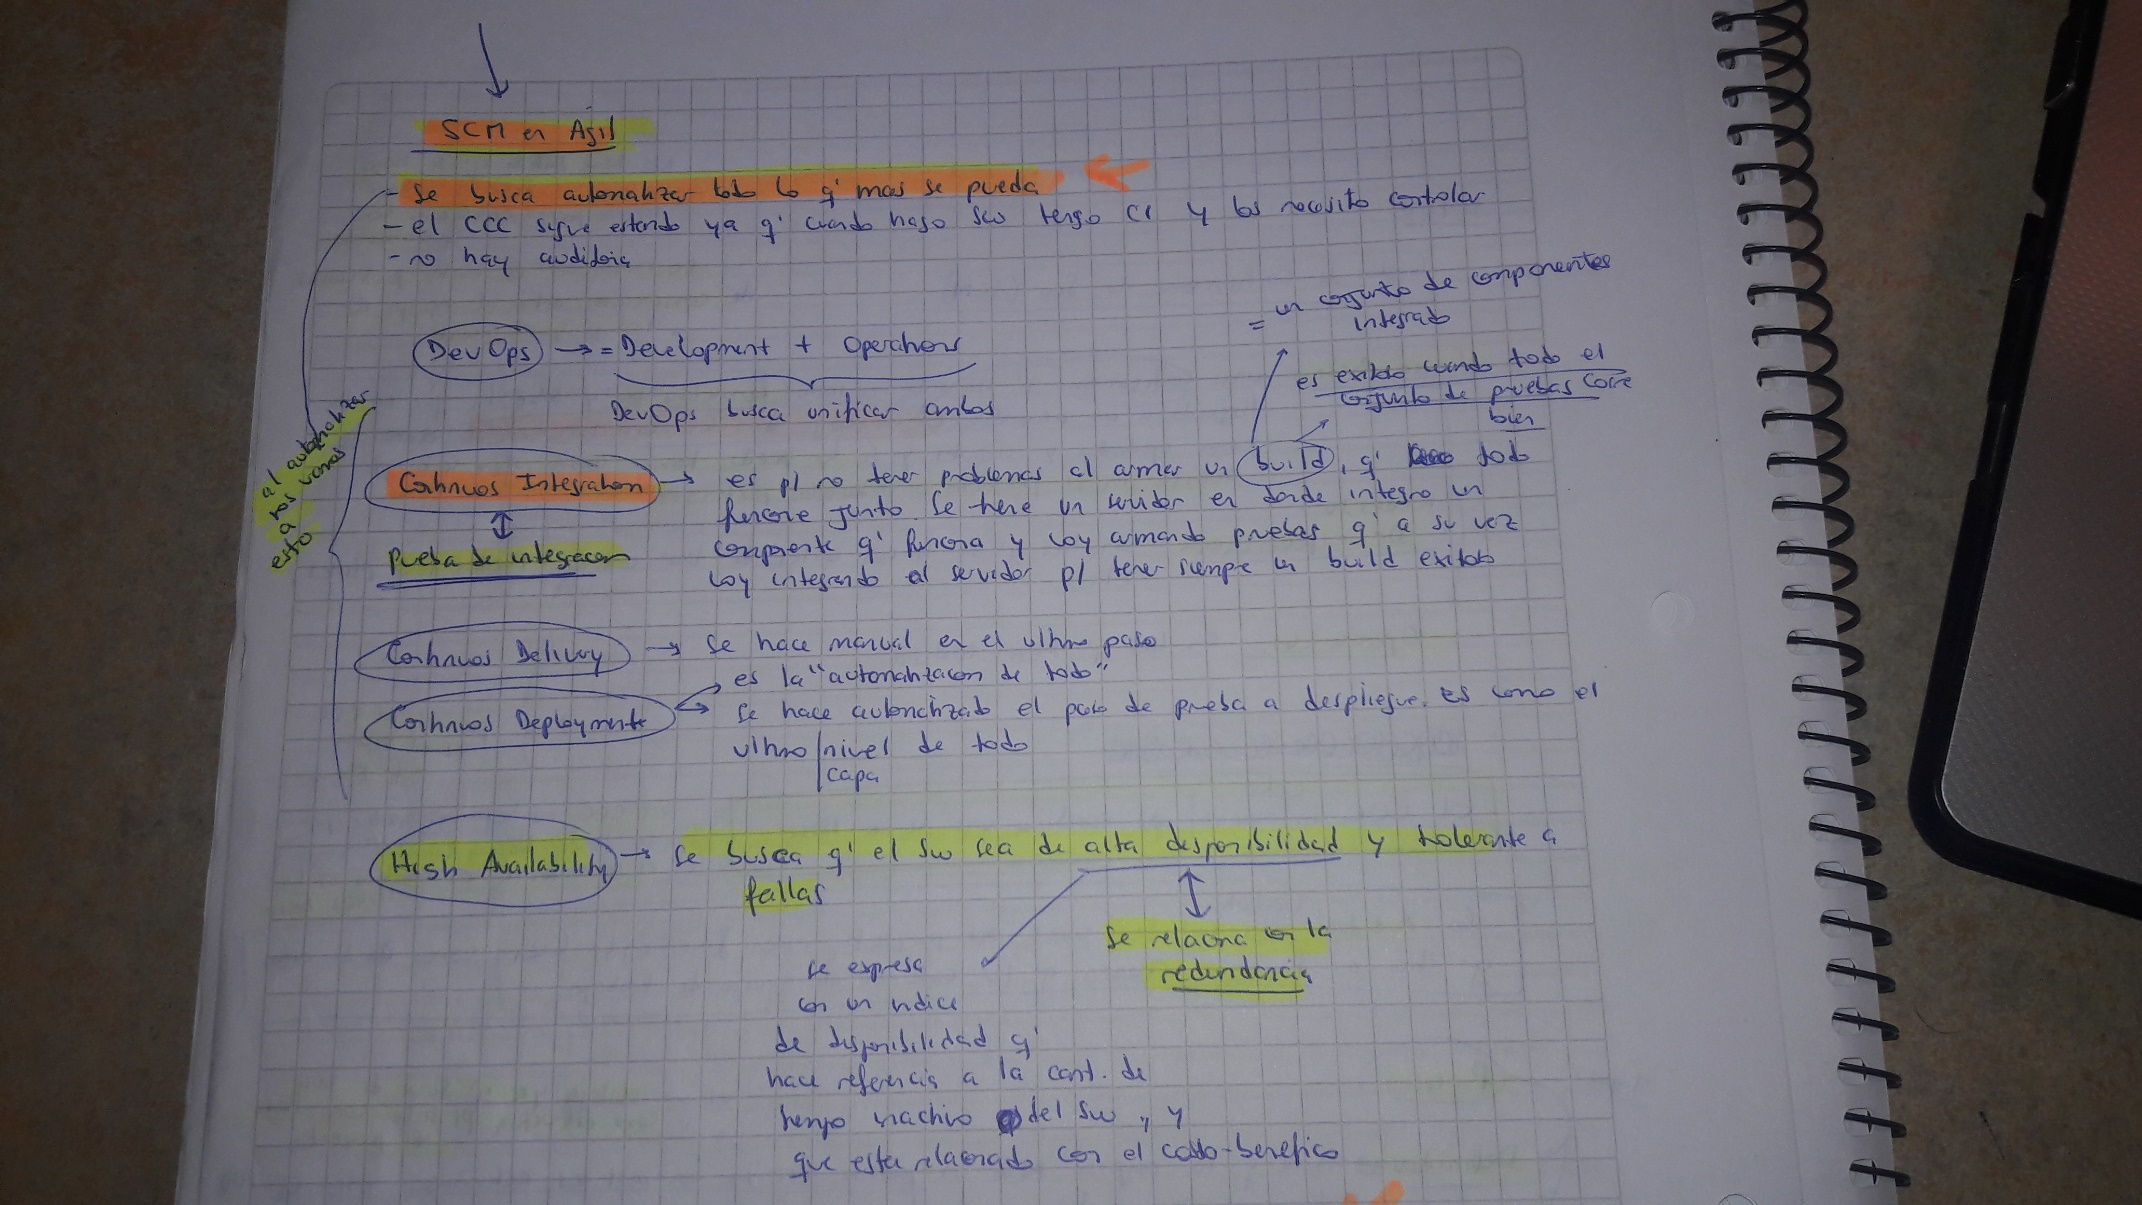 SCM en Agil
- Se busca automatizar todo lo q' mas se pueda
- el CCC sigue estando ya q' cuando hago SW tengo CI y los necesito controlar
- no hay auditoria
= un conjunto de componentes
integrado
DevOps → = Development + Operations
DevOps busca unificar ambos
es exitoso cuando todo el
conjunto de pruebas corre
bien
al automatizar
nos vamos
a
esto
Continuos Integration → es p/ no tener problemas al armar un build, q' todo
funcione junto. Se tiene un servidor en donde integro un
componente q' funciona y voy armando pruebas q' a su vez
voy integrando al servidor p/ tener siempre un build exitoso
Prueba de integracion
Continuos Delivery → se hace manual en el ultimo paso
es la "automatizacion de todo"
Continuos Deployment → se hace automatizado el paso de prueba a despliegue. es como el
ultimo nivel de todo
capa
High Availability → se busca q' el SW sea de alta disponibilidad y tolerante a
fallas
se relaciona con la
redundancia
se expresa
con un indice
de disponibilidad q'
hace referencia a la cant. de
tiempo inactivo del SW, y
que esta relacionado con el costo-beneficio